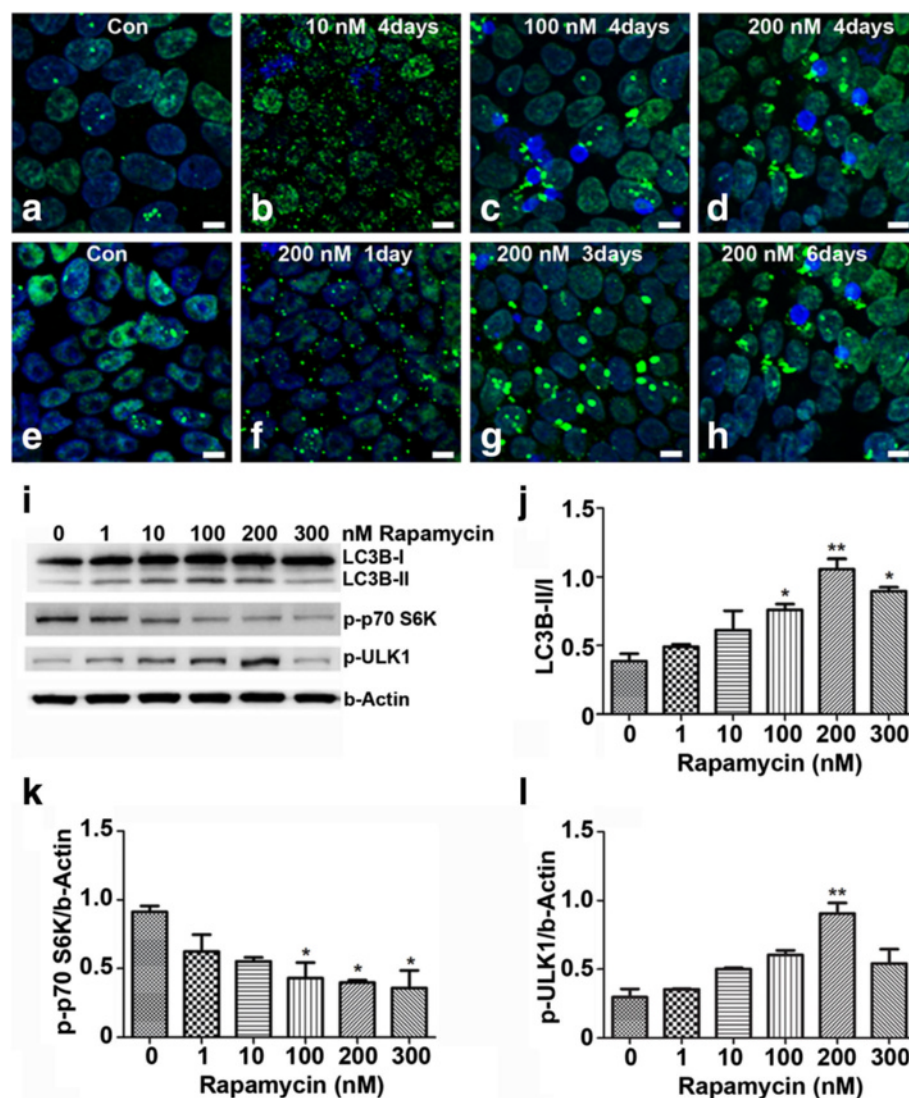 Con
10 nM 4days
100 nM 4days
200 nM 4days
a
b
c
d
Con
200 nM 1day
200 nM 3days
200 nM 6days
e
f
g
h
i
0 1 10 100 200 300 nM Rapamycin
LC3B-I
LC3B-II
p-p70 S6K
p-ULK1
b-Actin
j
LC3B-II/I
1.5
1.0
0.5
0
*
**
*
0 1 10 100 200 300
Rapamycin (nM)
k
p-p70 S6K/b-Actin
1.5
1.0
0.5
0
*
*
*
0 1 10 100 200 300
Rapamycin (nM)
l
p-ULK1/b-Actin
1.5
1.0
0.5
0
**
0 1 10 100 200 300
Rapamycin (nM)